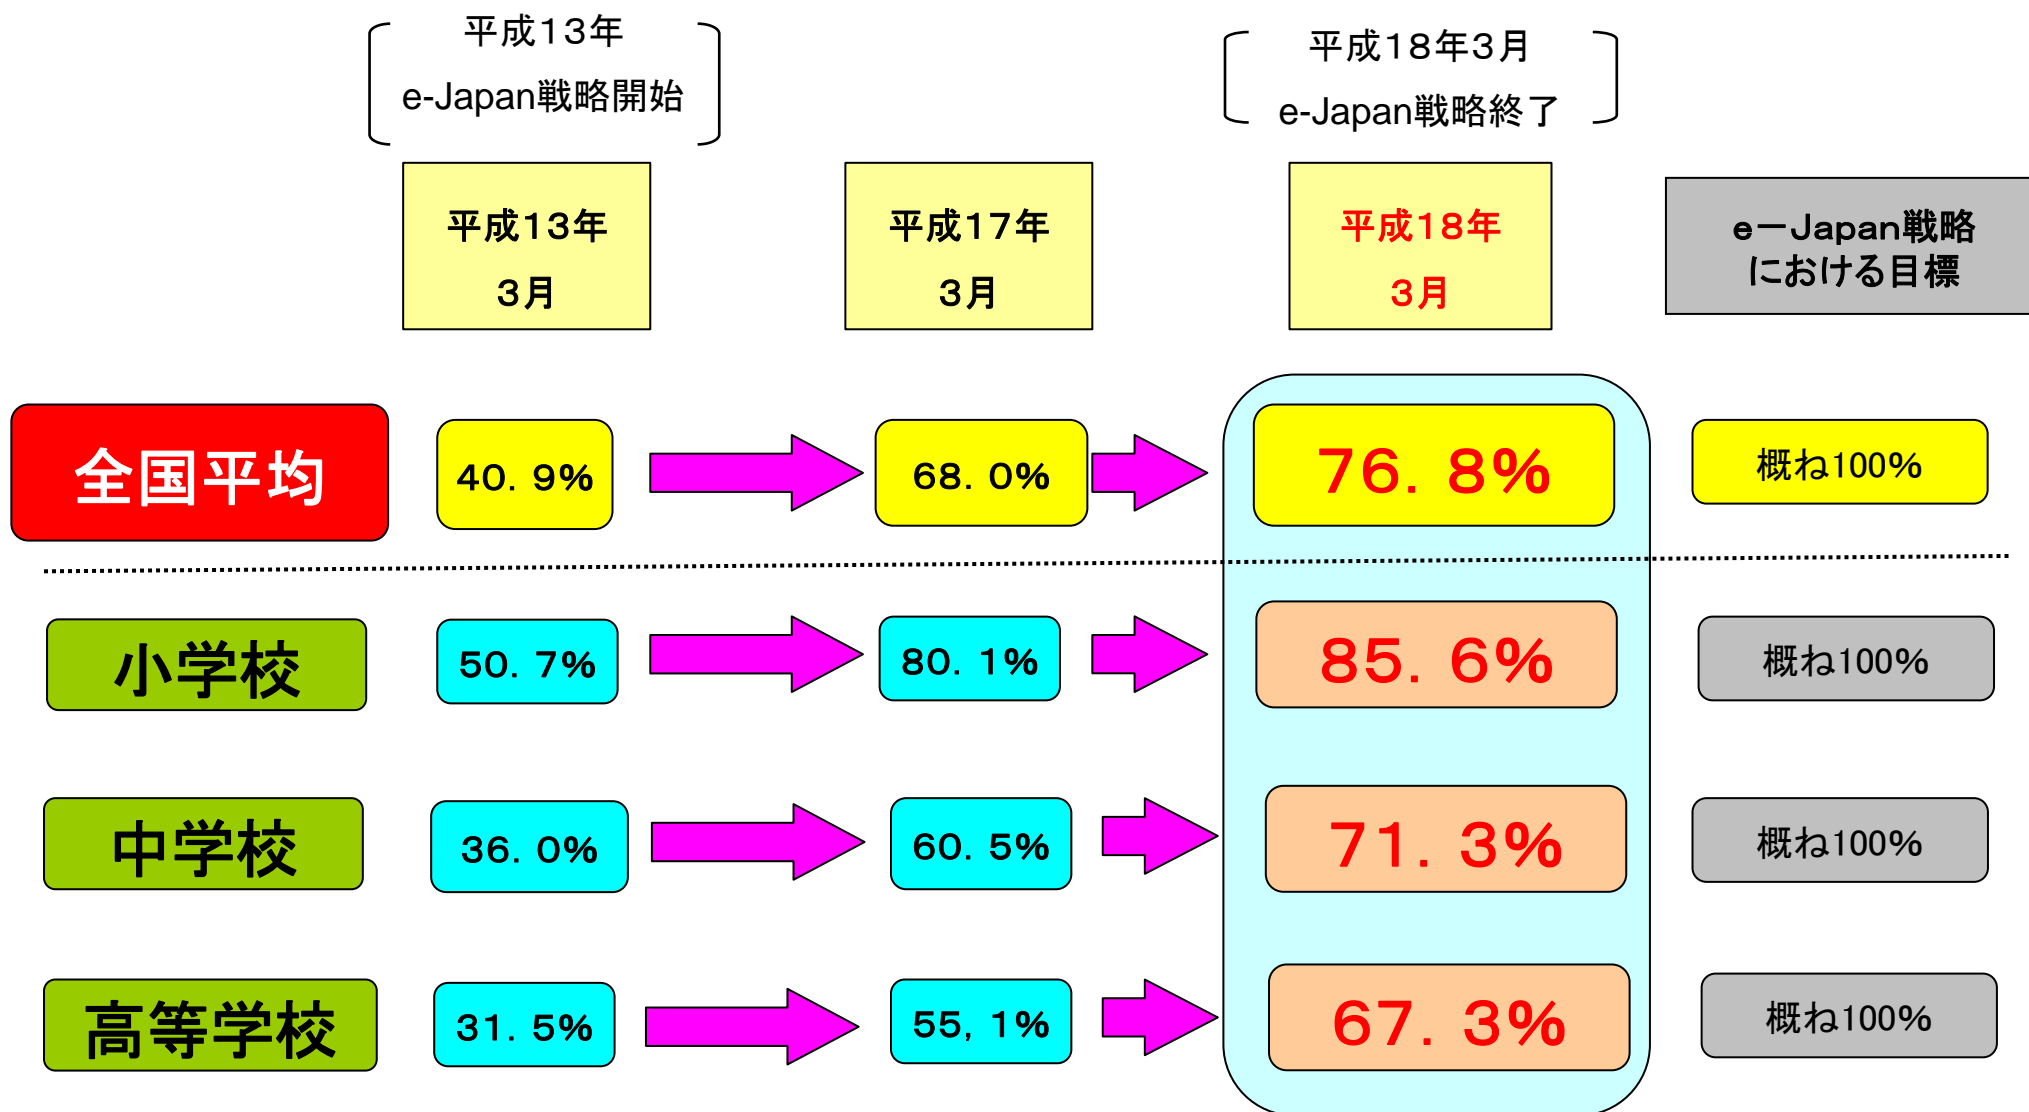 平成１３年
e-Japan戦略開始
平成１８年３月
e-Japan戦略終了
平成１３年
３月
平成１７年
３月
平成１８年
３月
ｅーＪａｐａｎ戦略
における目標
全国平均
４０．９％
６８．０％
７６．８％
概ね100％
小学校
５０．７％
８０．１％
８５．６％
概ね100％
中学校
３６．０％
６０．５％
７１．３％
概ね100％
高等学校
３１．５％
５５，１％
６７．３％
概ね100％